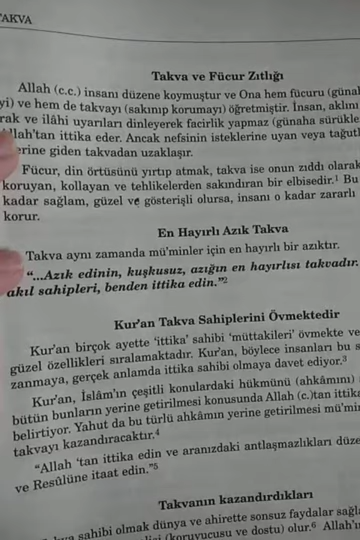 TAKVA
Takva ve Fücur Zıtlığı
Allah (c.c.) insanı düzene koymuştur ve Ona hem fücuru (günal
yi) ve hem de takvayı (sakınıp korumayı) öğretmiştir. İnsan, aklını
rak ve ilâhi uyarıları dinleyerek facirlik yapmaz (günaha sürükle
Allah'tan ittika eder. Ancak nefsinin isteklerine uyan veya tağutl
erine giden takvadan uzaklaşır.
Fücur, din örtüsünü yırtıp atmak, takva ise onun zıddı olarak
koruyan, kollayan ve tehlikelerden sakındıran bir elbisedir.1 Bu
kadar sağlam, güzel ve gösterişli olursa, insanı o kadar zararlı
korur.
En Hayırlı Azık Takva
Takva aynı zamanda mü'minler için en hayırlı bir azıktır.
“...Azık edinin, kuşkusuz, azığın en hayırlısı takvadır.
akıl sahipleri, benden ittika edin.”2
Kur'an Takva Sahiplerini Övmektedir
Kur'an birçok ayette 'ittika' sahibi 'müttakileri' övmekte ve
güzel özellikleri sıralamaktadır. Kur'an, böylece insanları bu s
zanmaya, gerçek anlamda ittika sahibi olmaya davet ediyor.3
Kur'an, İslâm'ın çeşitli konulardaki hükmünü (ahkâmını)
bütün bunların yerine getirilmesi konusunda Allah (c.)tan ittika
belirtiyor. Yahut da bu türlü ahkâmın yerine getirilmesi mü'min
takvayı kazandıracaktır.4
“Allah 'tan ittika edin ve aranızdaki antlaşmazlıkları düze
ve Resûlüne itaat edin.”5
Takvanın kazandırdıkları
sahibi olmak dünya ve ahirette sonsuz faydalar sağl
(koruyucusu ve dostu) olur.6 Allah'ın